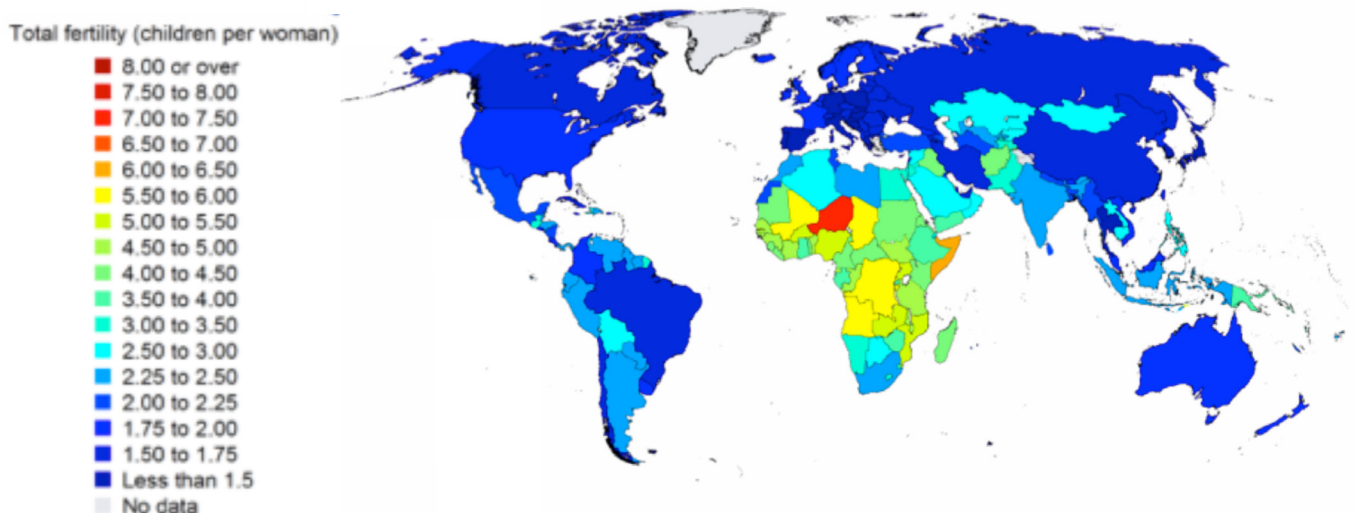 Total fertility (children per woman)
8.00 or over
7.50 to 8.00
7.00 to 7.50
6.50 to 7.00
6.00 to 6.50
5.50 to 6.00
5.00 to 5.50
4.50 to 5.00
4.00 to 4.50
3.50 to 4.00
3.00 to 3.50
2.50 to 3.00
2.25 to 2.50
2.00 to 2.25
1.75 to 2.00
1.50 to 1.75
Less than 1.5
No data